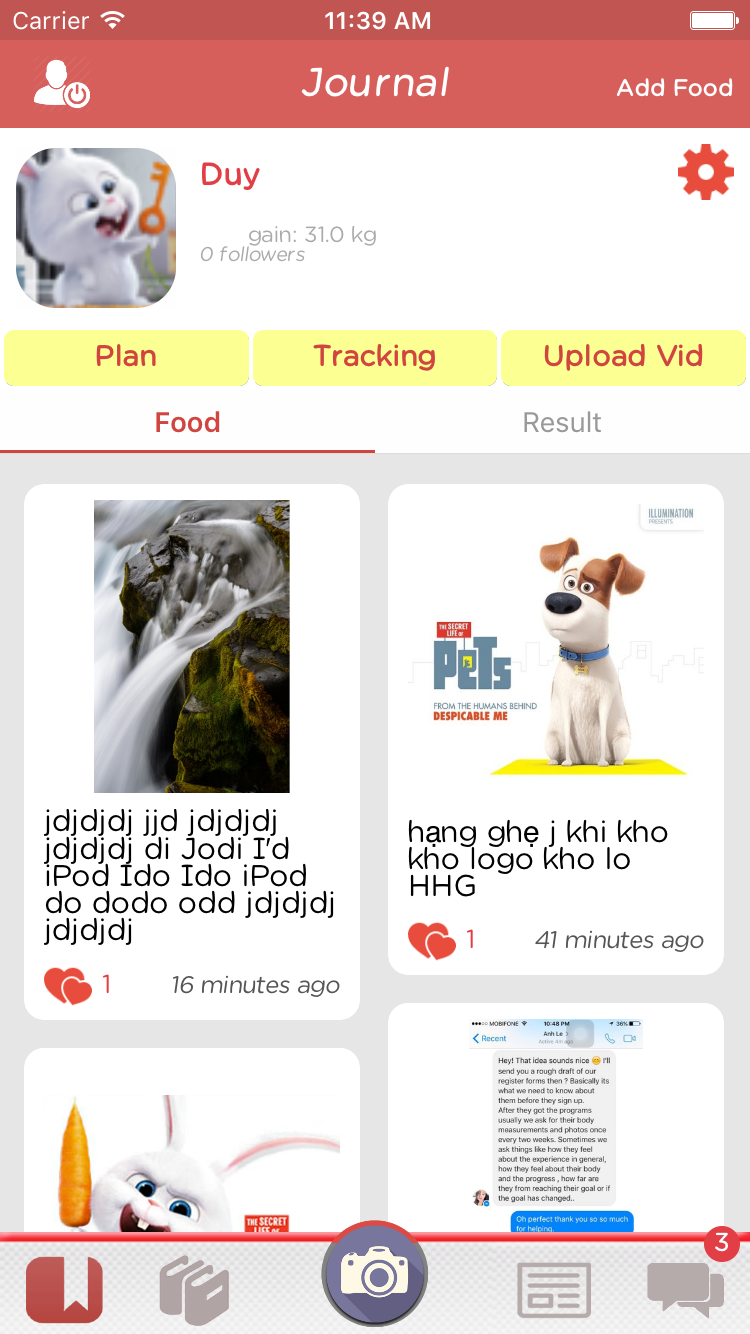 Carrier 11:39 AM
Journal
Add Food
Duy
gain: 31.0 kg
0 followers
Plan Tracking Upload Vid
Food Result
jdjdjdj jjd jdjdjdj
jdjdjdj di Jodi I'd
iPod Ido Ido iPod
do dodo odd jdjdjdj
jdjdjdj
1 16 minutes ago
ILLUMINATION
PRESENTS
THE SECRET
LIFE OF
PETS
FROM THE HUMANS BEHIND
DESPICABLE ME
hạng ghẹ j khi kho
kho logo kho lo
HHG
1 41 minutes ago
THE SECRET
LIFE OF
MOBIFONE 10:48 PM 36%
Recent
Anh Le
Active 6m ago
Hey! That idea sounds nice I'll
send you a rough draft of our
register forms then ? Basically its
what we need to know about
them before they sign up.
After they got the programs
usually we ask for their body
measurements and photos once
every two weeks. Sometimes we
ask things like how they feel
about the experience in general,
how they feel about their body
and the progress , how far are
they from reaching their goal or if
the goal has changed..
Oh perfect thank you so so much
for helping.
3